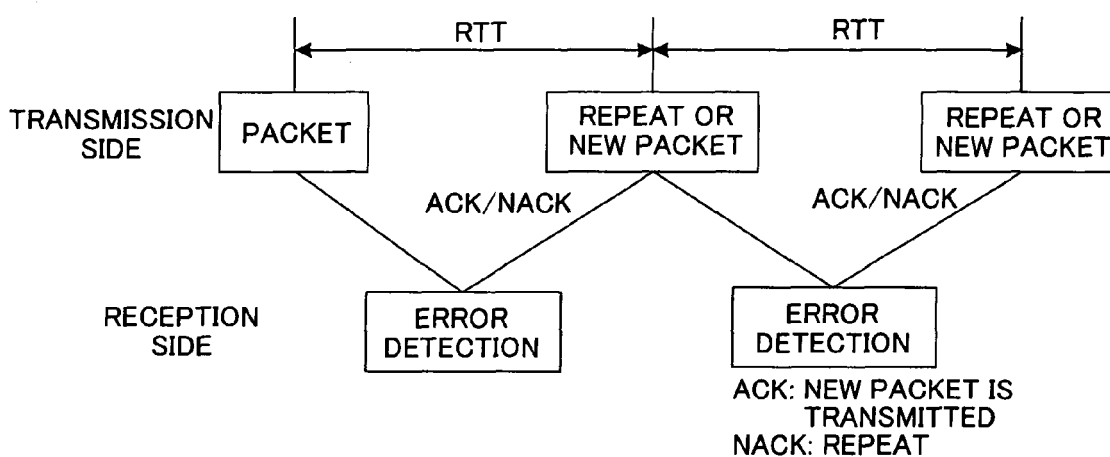 RTT
RTT
TRANSMISSION
SIDE
PACKET
REPEAT OR
NEW PACKET
REPEAT OR
NEW PACKET
ACK/NACK
ACK/NACK
RECEPTION
SIDE
ERROR
DETECTION
ERROR
DETECTION
ACK: NEW PACKET IS
TRANSMITTED
NACK: REPEAT